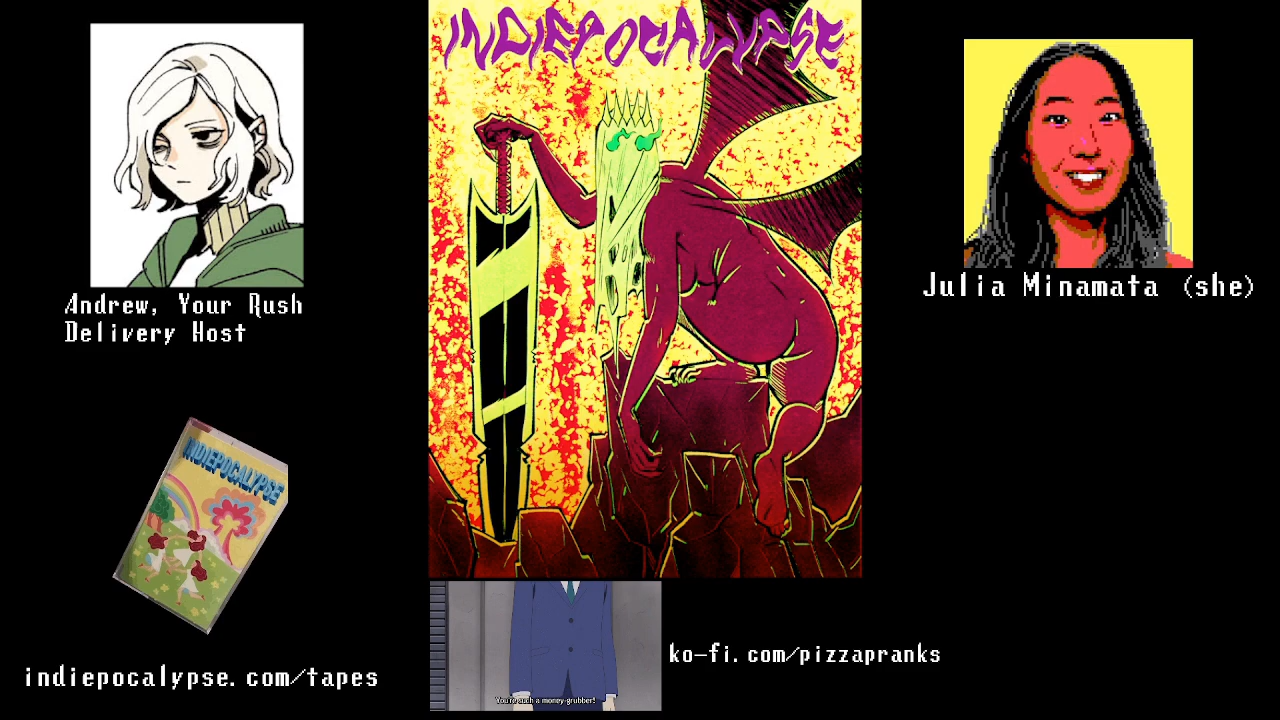 INDIEPOCALYPSE
Andrew, Your Rush
Delivery Host
Julia Minamata (she)
INDIEPOCALYPSE
indiepocalypse.com/tapes
You're such a money-grubber!
ko-fi.com/pizzapranks